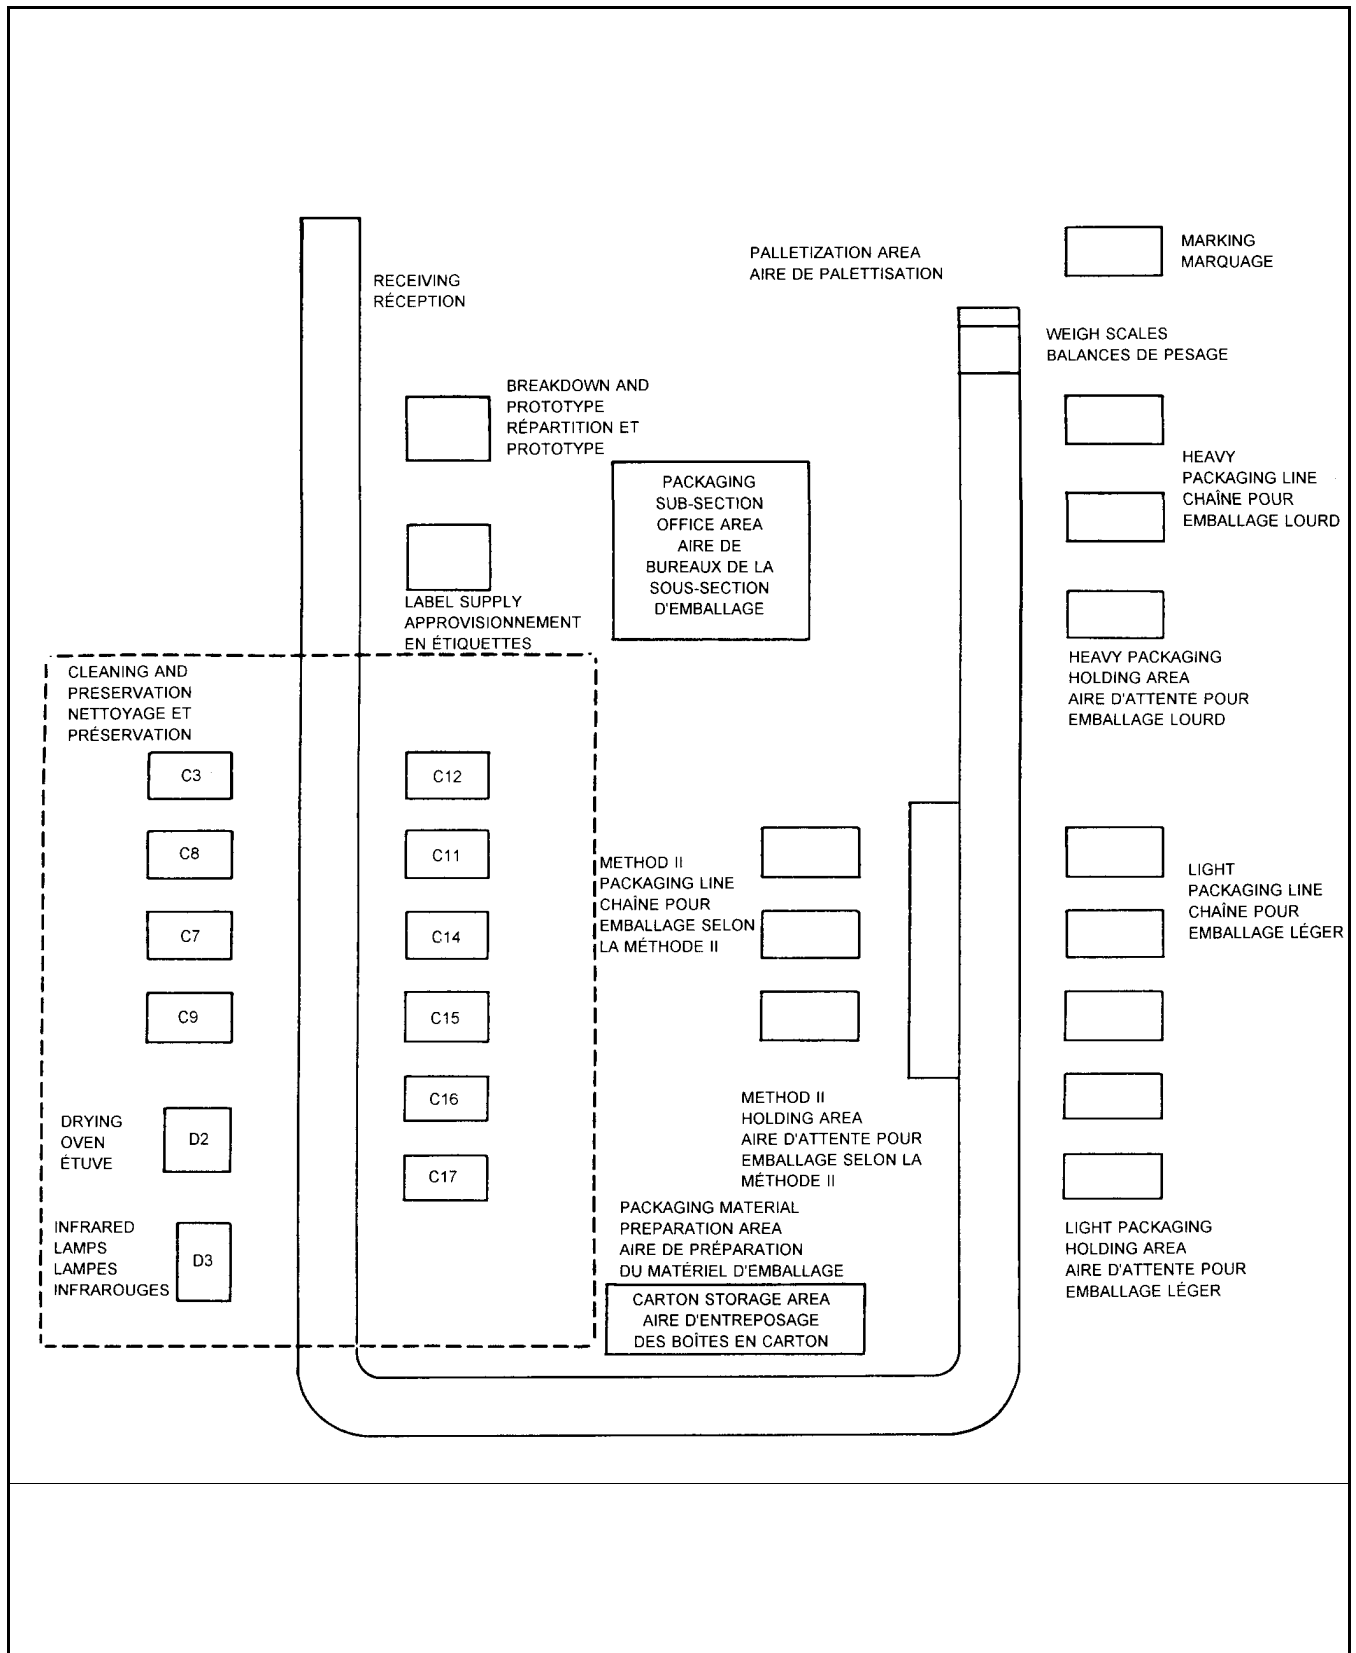 PALLETIZATION AREA
AIRE DE PALETTISATION
MARKING
MARQUAGE
RECEIVING
RÉCEPTION
WEIGH SCALES
BALANCES DE PESAGE
BREAKDOWN AND
PROTOTYPE
RÉPARTITION ET
PROTOTYPE
PACKAGING
SUB-SECTION
OFFICE AREA
AIRE DE
BUREAUX DE LA
SOUS-SECTION
D'EMBALLAGE
HEAVY
PACKAGING LINE
CHAÎNE POUR
EMBALLAGE LOURD
LABEL SUPPLY
APPROVISIONNEMENT
EN ÉTIQUETTES
HEAVY PACKAGING
HOLDING AREA
AIRE D'ATTENTE POUR
EMBALLAGE LOURD
CLEANING AND
PRESERVATION
NETTOYAGE ET
PRÉSERVATION
C3
C8
C7
C9
C12
C11
C14
C15
C16
C17
METHOD II
PACKAGING LINE
CHAÎNE POUR
EMBALLAGE SELON
LA MÉTHODE II
LIGHT
PACKAGING LINE
CHAÎNE POUR
EMBALLAGE LÉGER
DRYING
OVEN
ÉTUVE
D2
METHOD II
HOLDING AREA
AIRE D'ATTENTE POUR
EMBALLAGE SELON LA
MÉTHODE II
INFRARED
LAMPS
LAMPES
INFRAROUGES
D3
PACKAGING MATERIAL
PREPARATION AREA
AIRE DE PRÉPARATION
DU MATÉRIEL D'EMBALLAGE
CARTON STORAGE AREA
AIRE D'ENTREPOSAGE
DES BOÎTES EN CARTON
LIGHT PACKAGING
HOLDING AREA
AIRE D'ATTENTE POUR
EMBALLAGE LÉGER